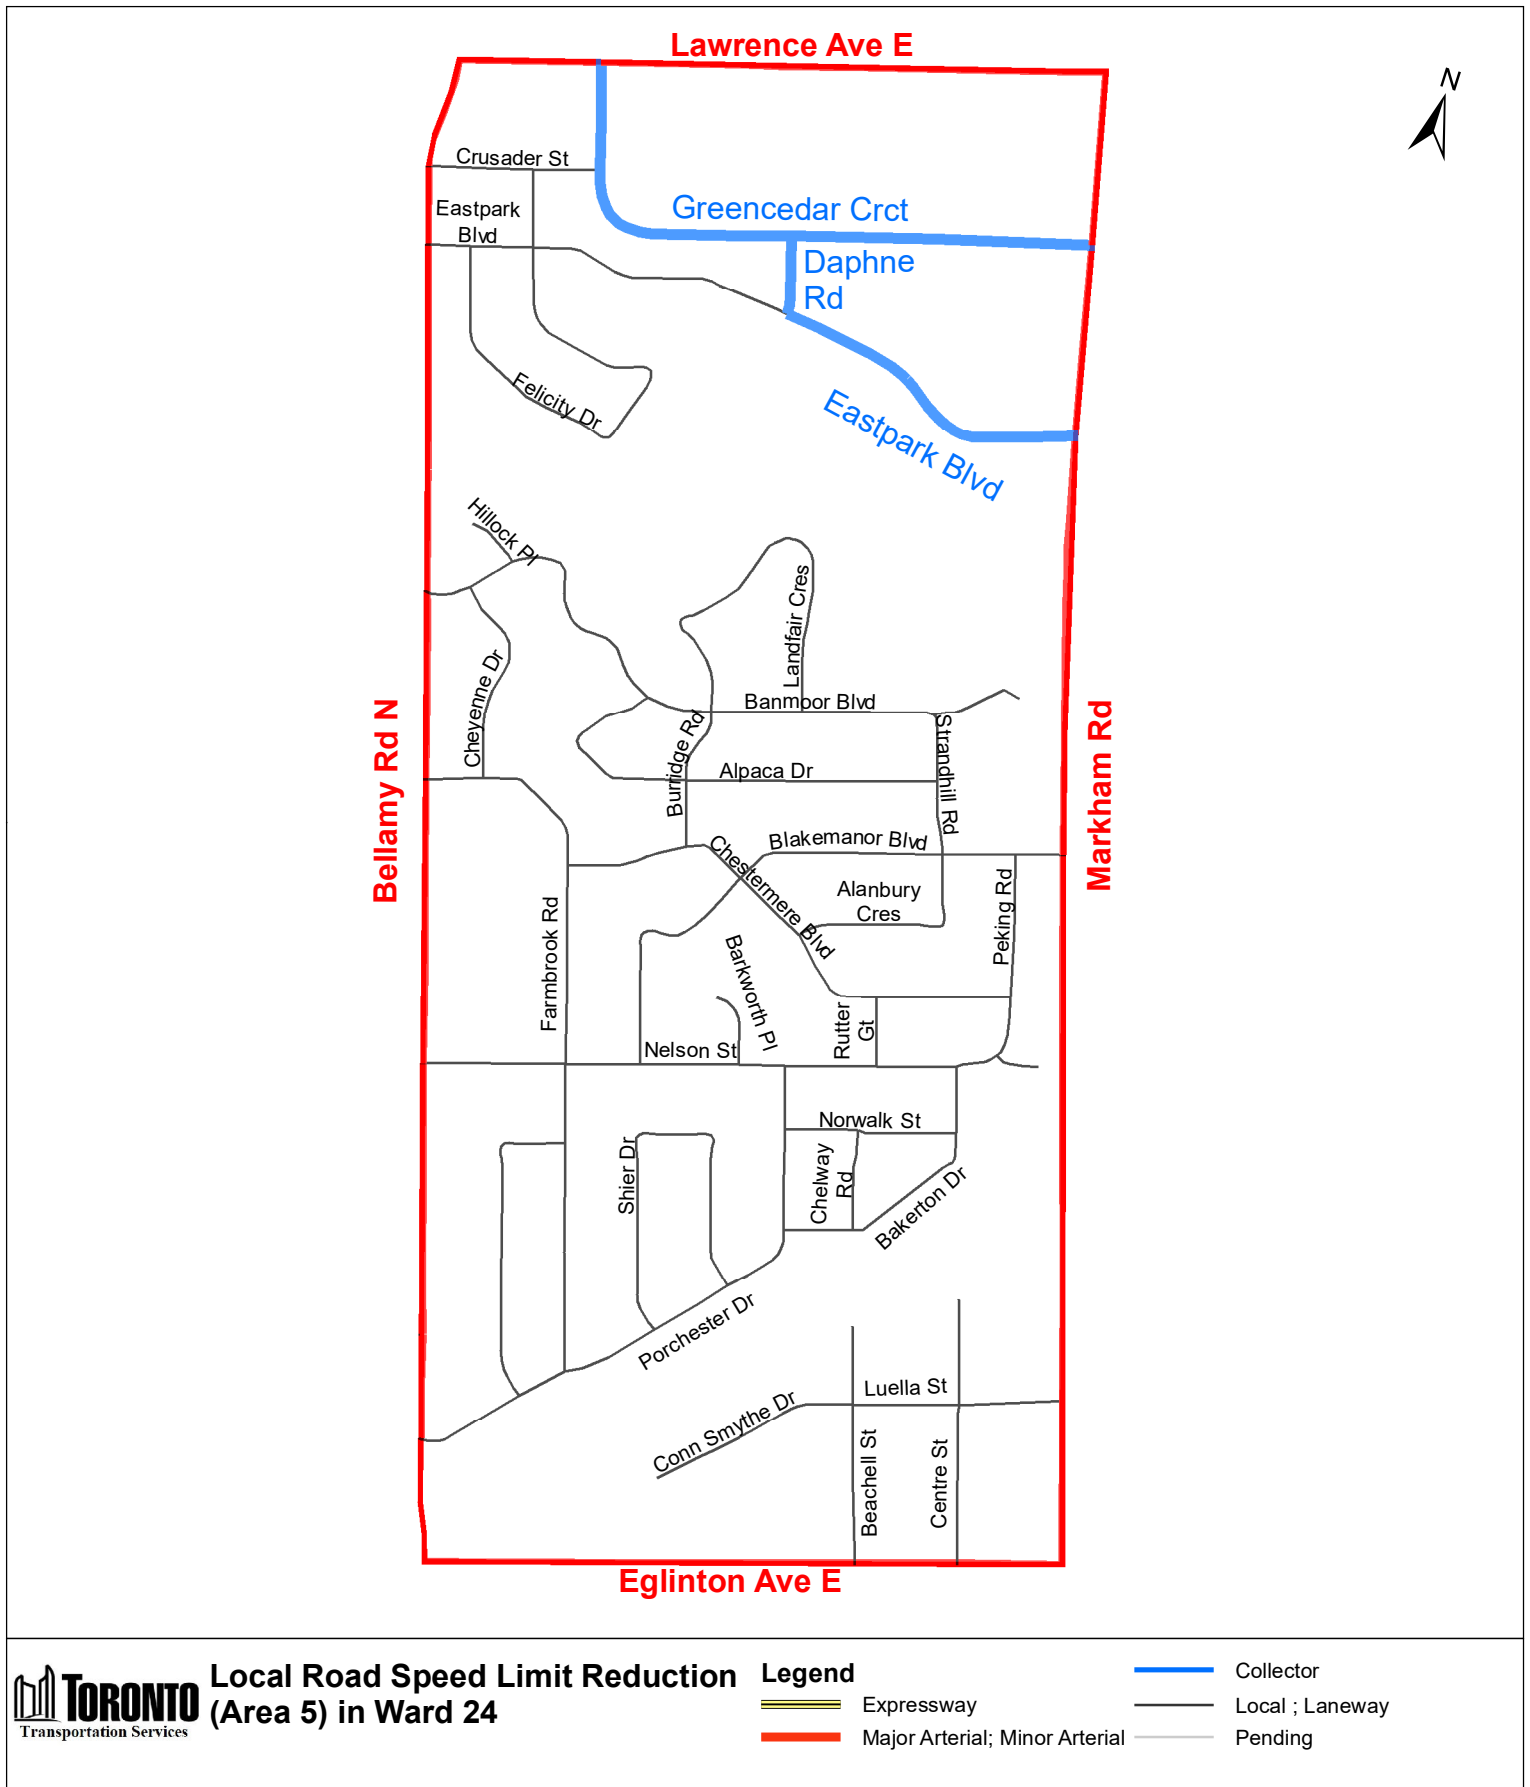 Lawrence Ave E
N
Crusader St
Eastpark
Blvd
Greencedar Crct
Daphne
Rd
Felicity Dr
Eastpark Blvd
Hillock Pl
Landfair Cres
Cheyenne Dr
Banmoor Blvd
Burridge Rd
Strandhill Rd
Bellamy Rd N
Markham Rd
Alpaca Dr
Blakemanor Blvd
Chestermere Blvd
Alanbury
Cres
Peking Rd
Farmbrook Rd
Barkworth Pl
Rutter
Gt
Nelson St
Norwalk St
Shier Dr
Chelway
Rd
Bakerton Dr
Porchester Dr
Luella St
Conn Smythe Dr
Beachell St
Centre St
Eglinton Ave E
TORONTO
Transportation Services
Local Road Speed Limit Reduction
(Area 5) in Ward 24
Legend
Expressway
Major Arterial; Minor Arterial
Collector
Local ; Laneway
Pending